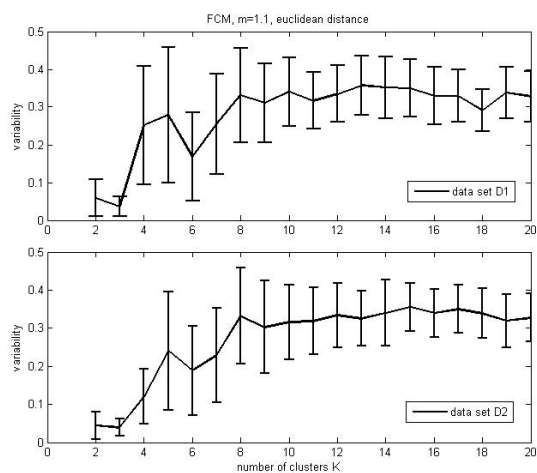 FCM, m=1.1, euclidean distance
0.5
0.4
0.3
0.2
0.1
0
variability
0 2 4 6 8 10 12 14 16 18 20
data set D1
0.5
0.4
0.3
0.2
0.1
0
variability
0 2 4 6 8 10 12 14 16 18 20
data set D2
number of clusters K